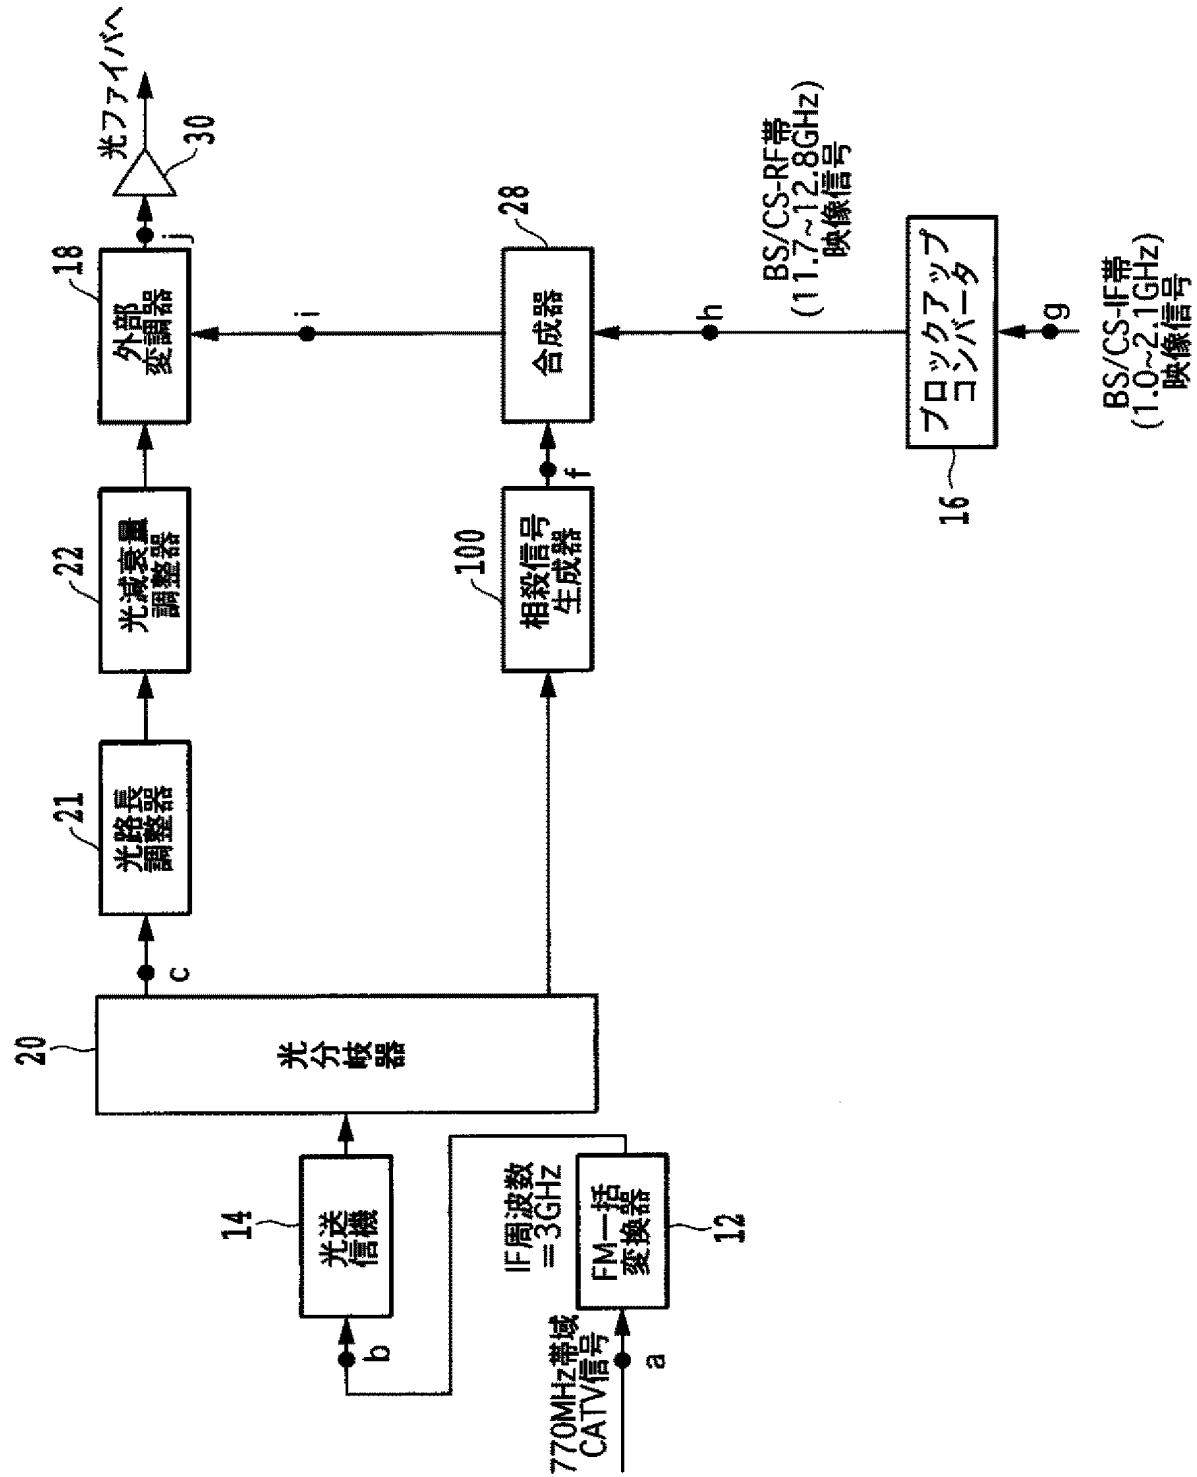 770MHz帯域
CATV信号
a
FM一括
変換器
12
IF周波数
=3GHz
b
光送
信機
14
光分岐器
20
c
光路長
調整器
21
光減衰量
調整器
22
外部
変調器
18
j
30
光ファイバへ
i
相殺信号
生成器
100
f
合成器
28
h
BS/CS-RF帯
(11.7~12.8GHz)
映像信号
ブロックアップ
コンバータ
16
g
BS/CS-IF帯
(1.0~2.1GHz)
映像信号